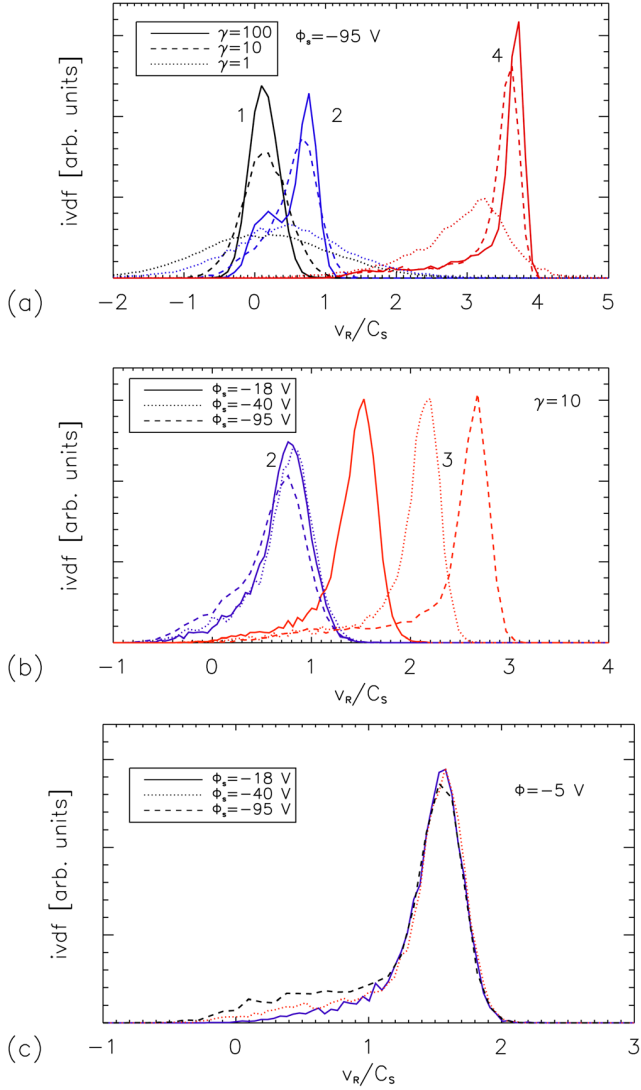 γ=100
γ=10
γ=1
Φs=−95 V
1
2
4
ivdf [arb. units]
−2 −1 0 1 2 3 4 5
(a)
vR/Cs
Φs=−18 V
Φs=−40 V
Φs=−95 V
γ=10
2
3
ivdf [arb. units]
−1 0 1 2 3 4
(b)
vR/Cs
Φs=−18 V
Φs=−40 V
Φs=−95 V
Φ=−5 V
ivdf [arb. units]
−1 0 1 2 3
(c)
vR/Cs